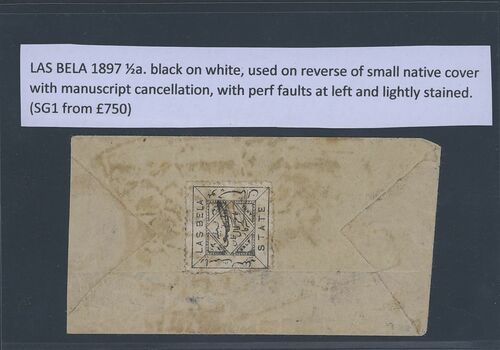 LAS BELA 1897 ½a. black on white, used on reverse of small native cover
with manuscript cancellation, with perf faults at left and lightly stained.
(SG1 from £750)
LAS BELA
STATE